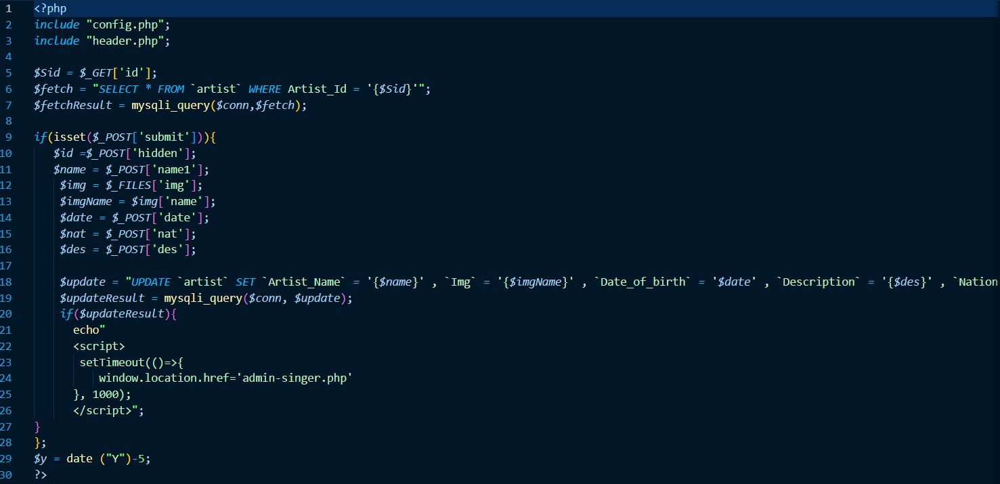 1 <?php
2 include "config.php";
3 include "header.php";
4
5 $Sid = $_GET['id'];
6 $fetch = "SELECT * FROM `artist` WHERE Artist_Id = '{$Sid}'";
7 $fetchResult = mysqli_query($conn,$fetch);
8
9 if(isset($_POST['submit'])){
10 $id =$_POST['hidden'];
11 $name = $_POST['name1'];
12 $img = $_FILES['img'];
13 $imgName = $img['name'];
14 $date = $_POST['date'];
15 $nat = $_POST['nat'];
16 $des = $_POST['des'];
17
18 $update = "UPDATE `artist` SET `Artist_Name` = '{$name}' , `Img` = '{$imgName}' , `Date_of_birth` = '$date' , `Description` = '{$des}' , `Nation
19 $updateResult = mysqli_query($conn, $update);
20 if($updateResult){
21 echo"
22 <script>
23 setTimeout(()=>{
24 window.location.href='admin-singer.php'
25 }, 1000);
26 </script>";
27 }
28 };
29 $y = date ("Y")-5;
30 ?>